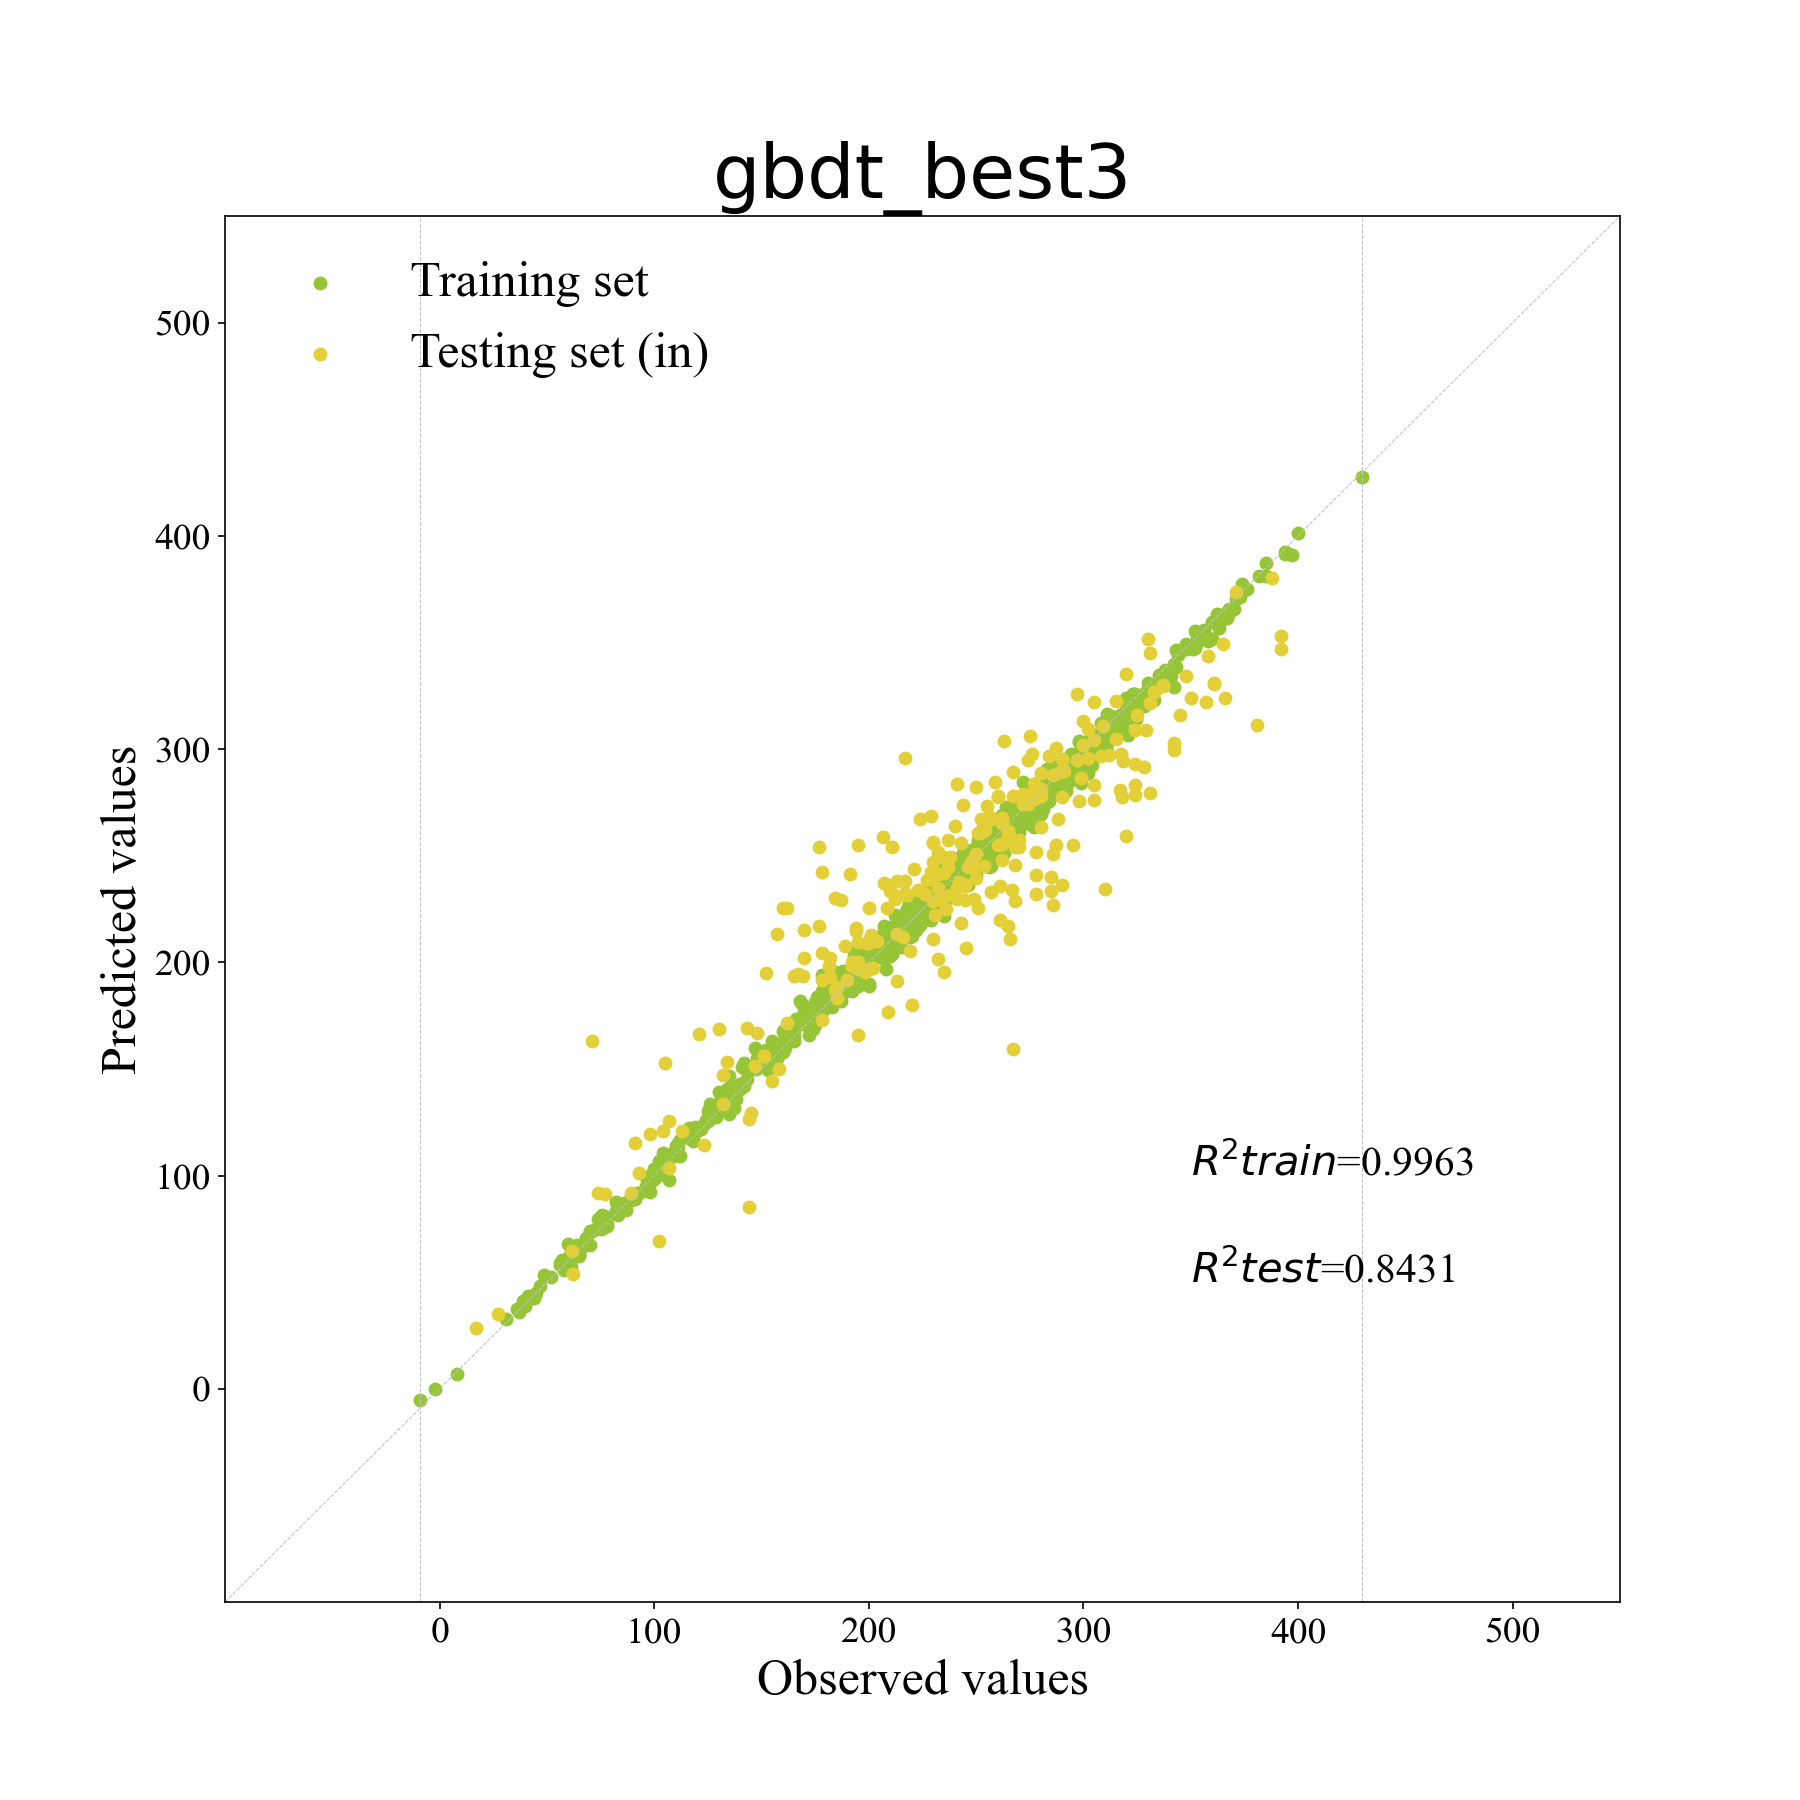 gbdt_best3
Training set
Testing set (in)
500
400
300
200
100
0
Predicted values
R²train=0.9963
R²test=0.8431
0 100 200 300 400 500
Observed values